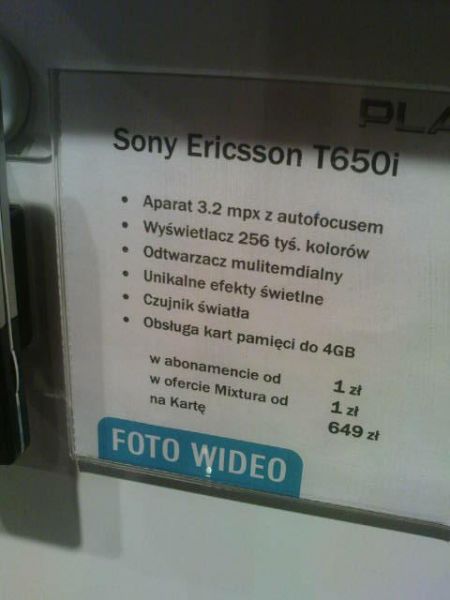 PLA
Sony Ericsson T650i
• Aparat 3.2 mpx z autofocusem
• Wyświetlacz 256 tyś. kolorów
• Odtwarzacz mulitemdialny
• Unikalne efekty świetlne
• Czujnik światła
• Obsługa kart pamięci do 4GB
w abonamencie od 1 zł
w ofercie Mixtura od 1 zł
na Kartę 649 zł
FOTO WIDEO